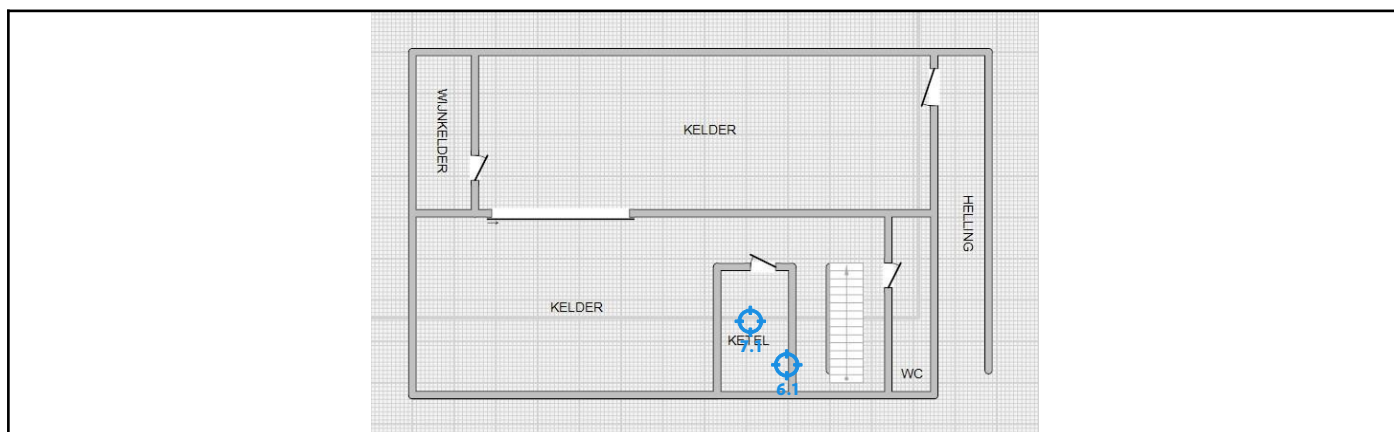 WIJNKELDER
KELDER
HELLING
KELDER
KETEL
7.1
6.1
WC